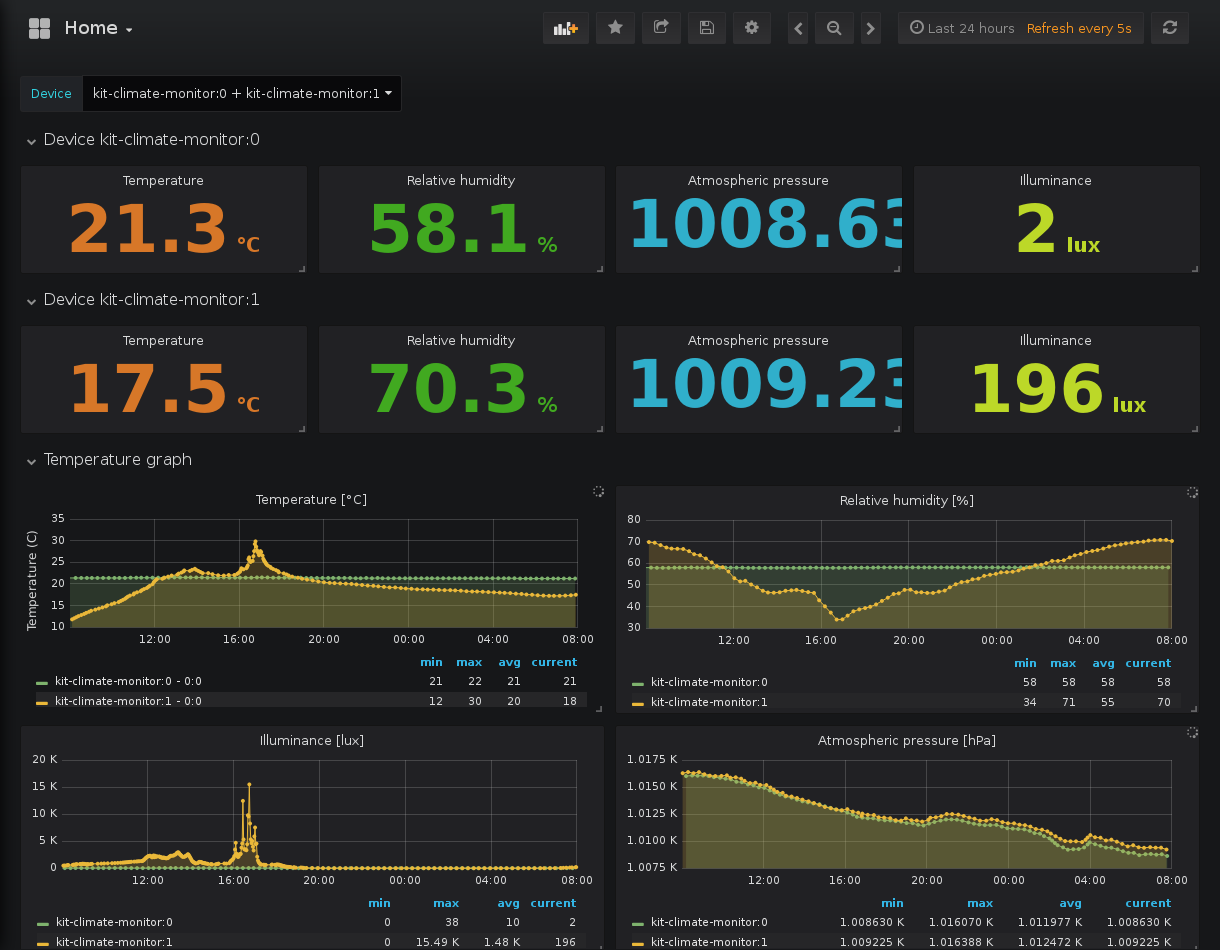 Home
Last 24 hours Refresh every 5s
Device kit-climate-monitor:0 + kit-climate-monitor:1
Device kit-climate-monitor:0
Temperature Relative humidity Atmospheric pressure Illuminance
21.3 °C 58.1 % 1008.63 2 lux
Device kit-climate-monitor:1
Temperature Relative humidity Atmospheric pressure Illuminance
17.5 °C 70.3 % 1009.23 196 lux
Temperature graph
Temperature [°C]
Temperature (C)
35
30
25
20
15
10
12:00 16:00 20:00 00:00 04:00 08:00
min max avg current
kit-climate-monitor:0 - 0:0 21 22 21 21
kit-climate-monitor:1 - 0:0 12 30 20 18
Relative humidity [%]
80
70
60
50
40
30
12:00 16:00 20:00 00:00 04:00 08:00
min max avg current
kit-climate-monitor:0 58 58 58 58
kit-climate-monitor:1 34 71 55 70
Illuminance [lux]
20 K
15 K
10 K
5 K
0
12:00 16:00 20:00 00:00 04:00 08:00
min max avg current
kit-climate-monitor:0 0 38 10 2
kit-climate-monitor:1 0 15.49 K 1.48 K 196
Atmospheric pressure [hPa]
1.0175 K
1.0150 K
1.0125 K
1.0100 K
1.0075 K
12:00 16:00 20:00 00:00 04:00 08:00
min max avg current
kit-climate-monitor:0 1.008630 K 1.016070 K 1.011977 K 1.008630 K
kit-climate-monitor:1 1.009225 K 1.016388 K 1.012472 K 1.009225 K